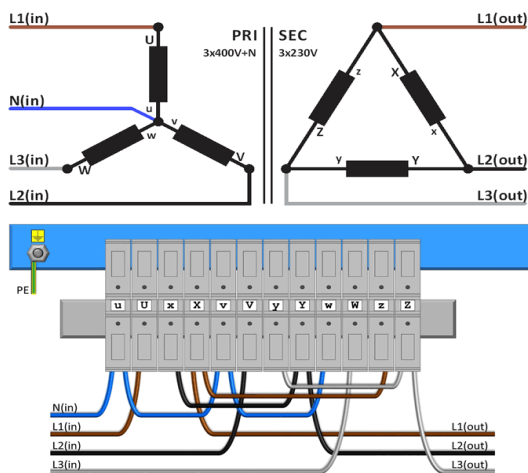 L1(in) PRI SEC L1(out)
3x400V+N 3x230V
U
z X
N(in)
u
w v
Z x
L3(in) L2(out)
W V y Y
L2(in) L3(out)
PE
u U x X v V y Y w W z Z
N(in)
L1(in) L1(out)
L2(in) L2(out)
L3(in) L3(out)